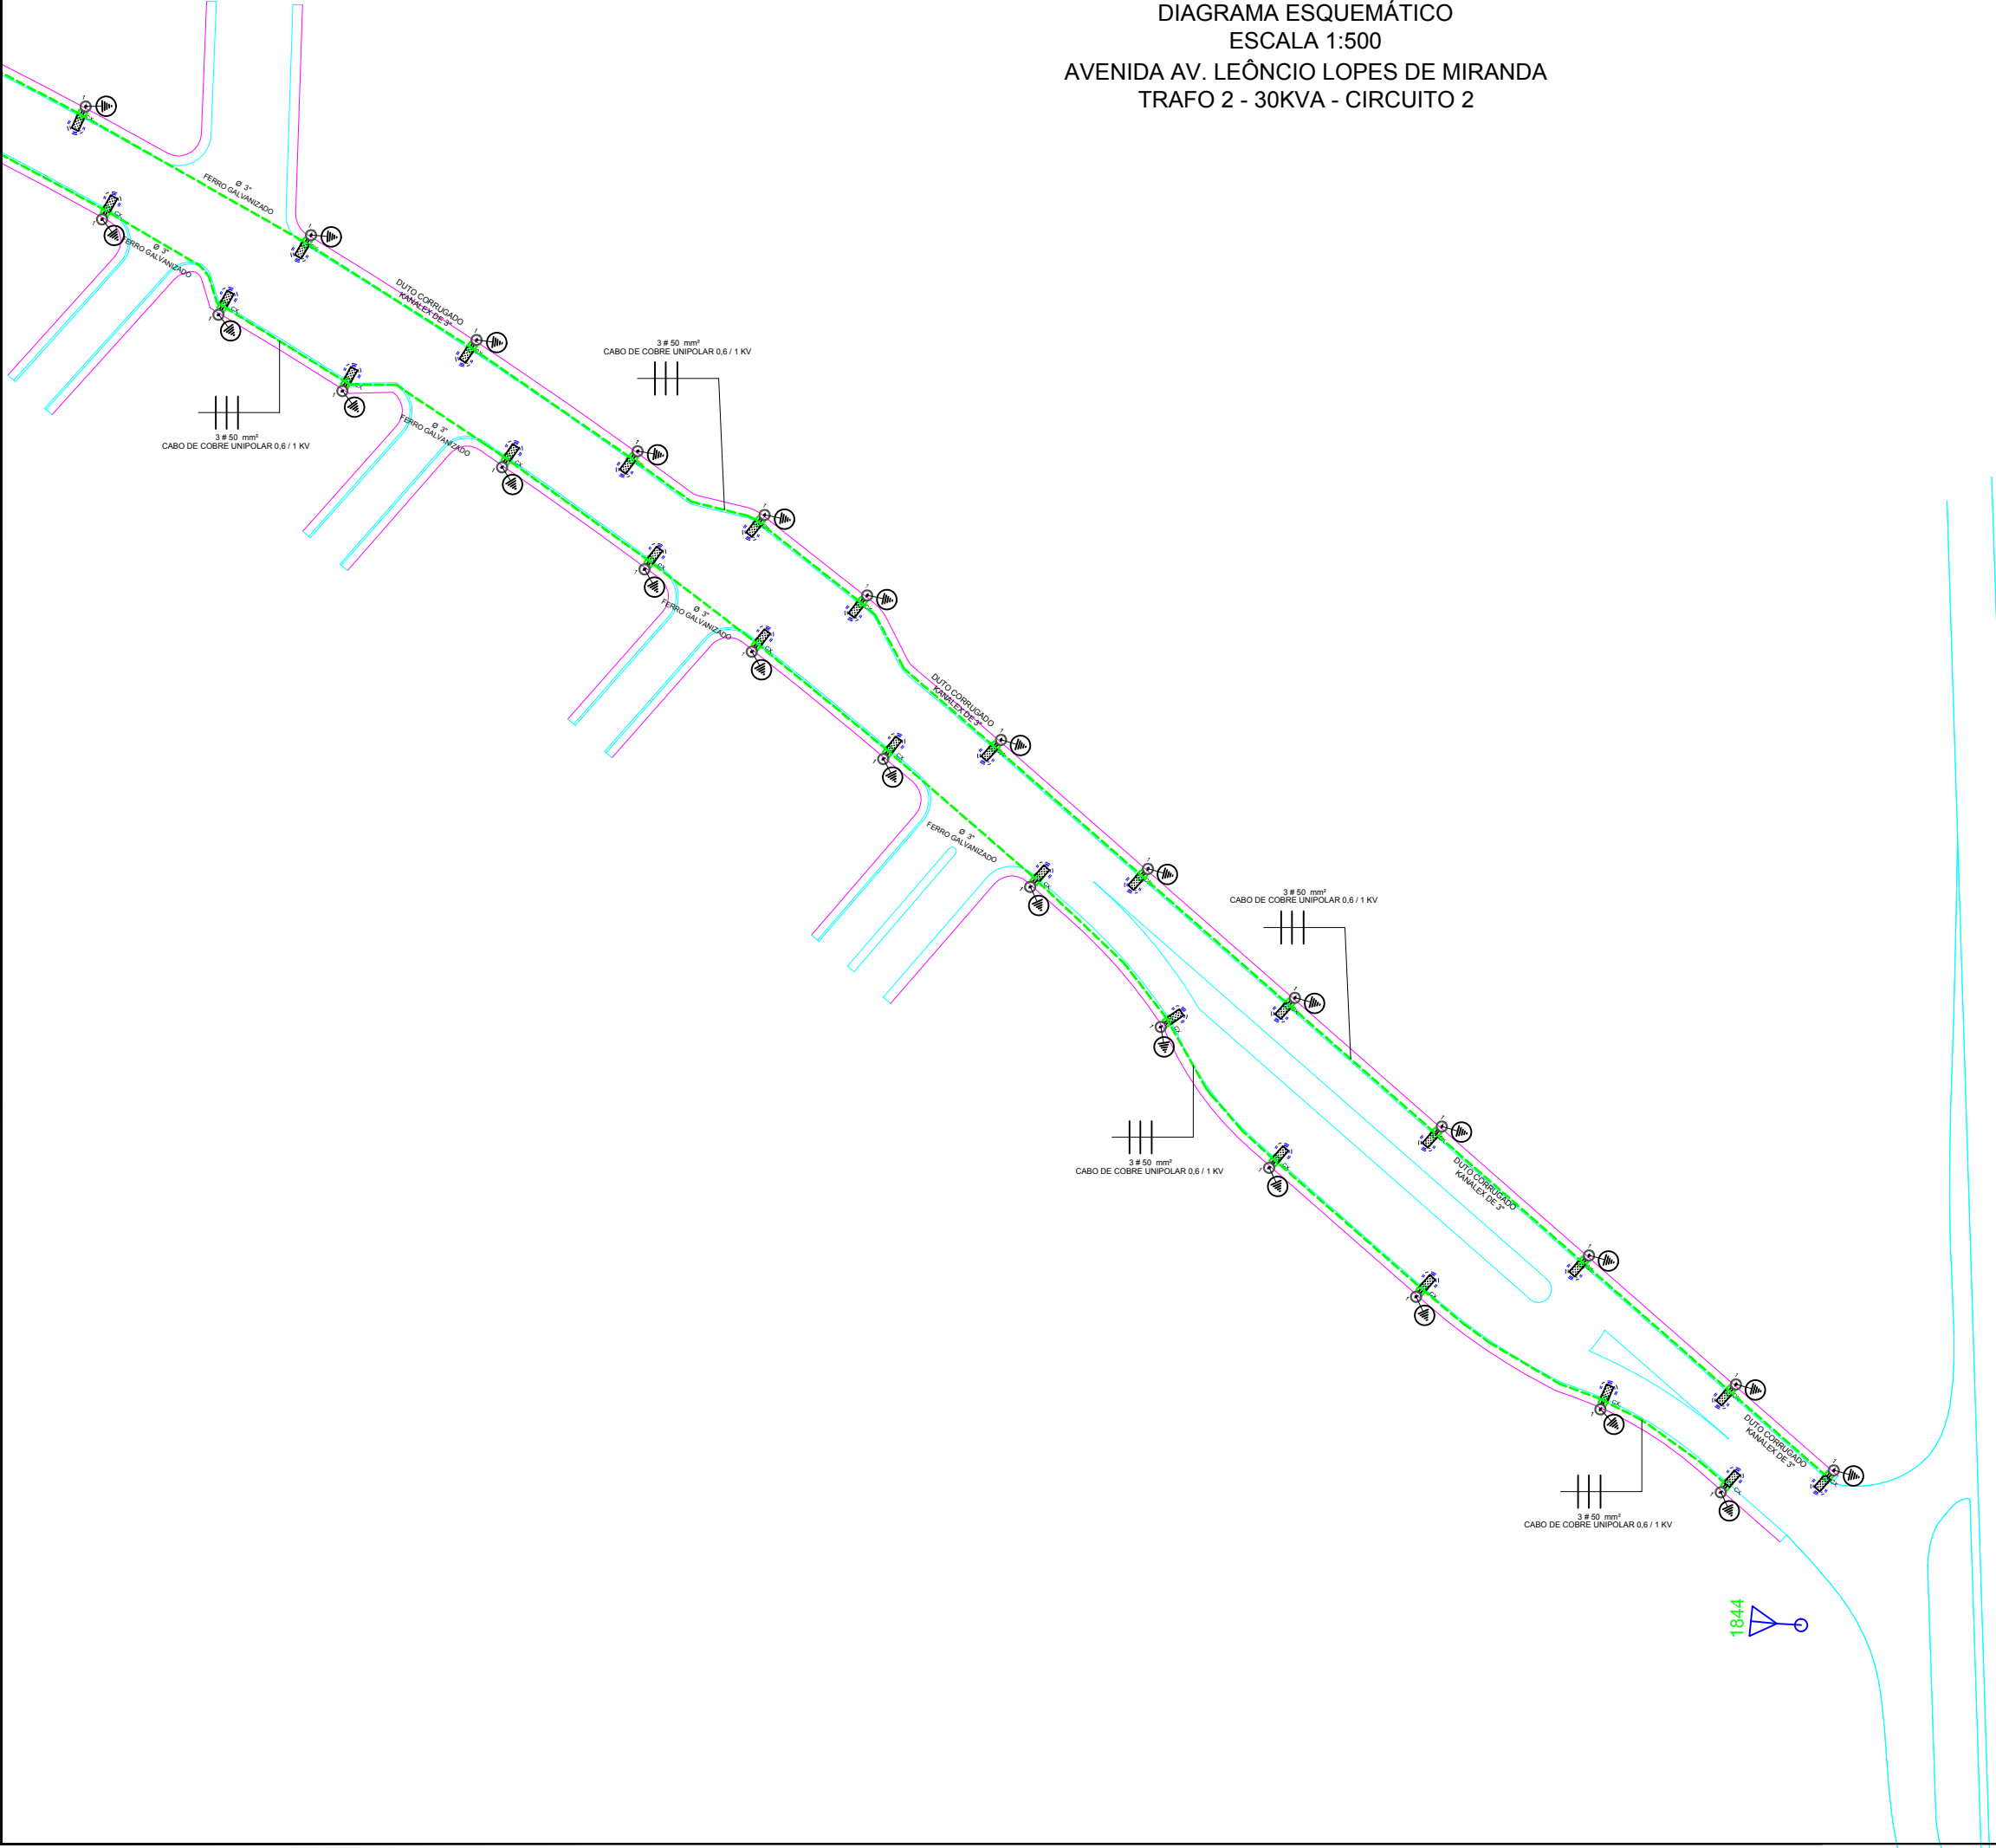 DIAGRAMA ESQUEMÁTICO
ESCALA 1:500
AVENIDA AV. LEÔNCIO LOPES DE MIRANDA
TRAFO 2 - 30KVA - CIRCUITO 2
Ø 3"
FERRO GALVANIZADO
Ø 3"
FERRO GALVANIZADO
DUTO CORRUGADO
KANALEX DE 3"
3 # 50 mm²
CABO DE COBRE UNIPOLAR 0,6 / 1 KV
3 # 50 mm²
CABO DE COBRE UNIPOLAR 0,6 / 1 KV
Ø 3"
FERRO GALVANIZADO
Ø 3"
FERRO GALVANIZADO
DUTO CORRUGADO
KANALEX DE 3"
Ø 3"
FERRO GALVANIZADO
3 # 50 mm²
CABO DE COBRE UNIPOLAR 0,6 / 1 KV
3 # 50 mm²
CABO DE COBRE UNIPOLAR 0,6 / 1 KV
DUTO CORRUGADO
KANALEX DE 3"
DUTO CORRUGADO
KANALEX DE 3"
3 # 50 mm²
CABO DE COBRE UNIPOLAR 0,6 / 1 KV
1844